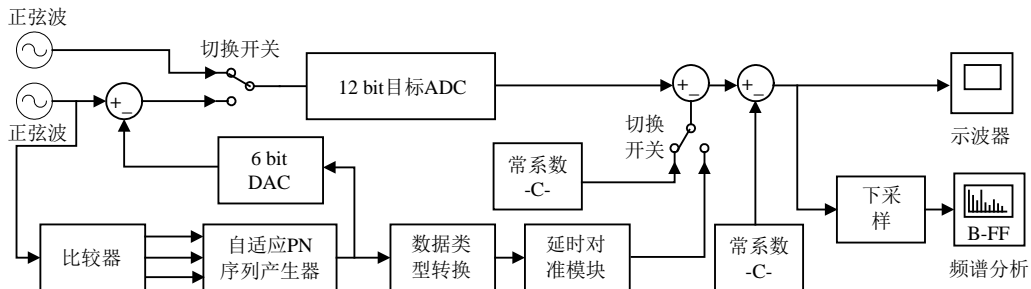 正弦波
切换开关
12 bit目标ADC
+
−
+
−
正弦波
+
−
切换
开关
示波器
6 bit
DAC
常系数
-C-
下采
样
B-FF
频谱分析
比较器
自适应PN
序列产生器
数据类
型转换
延时对
准模块
常系数
-C-